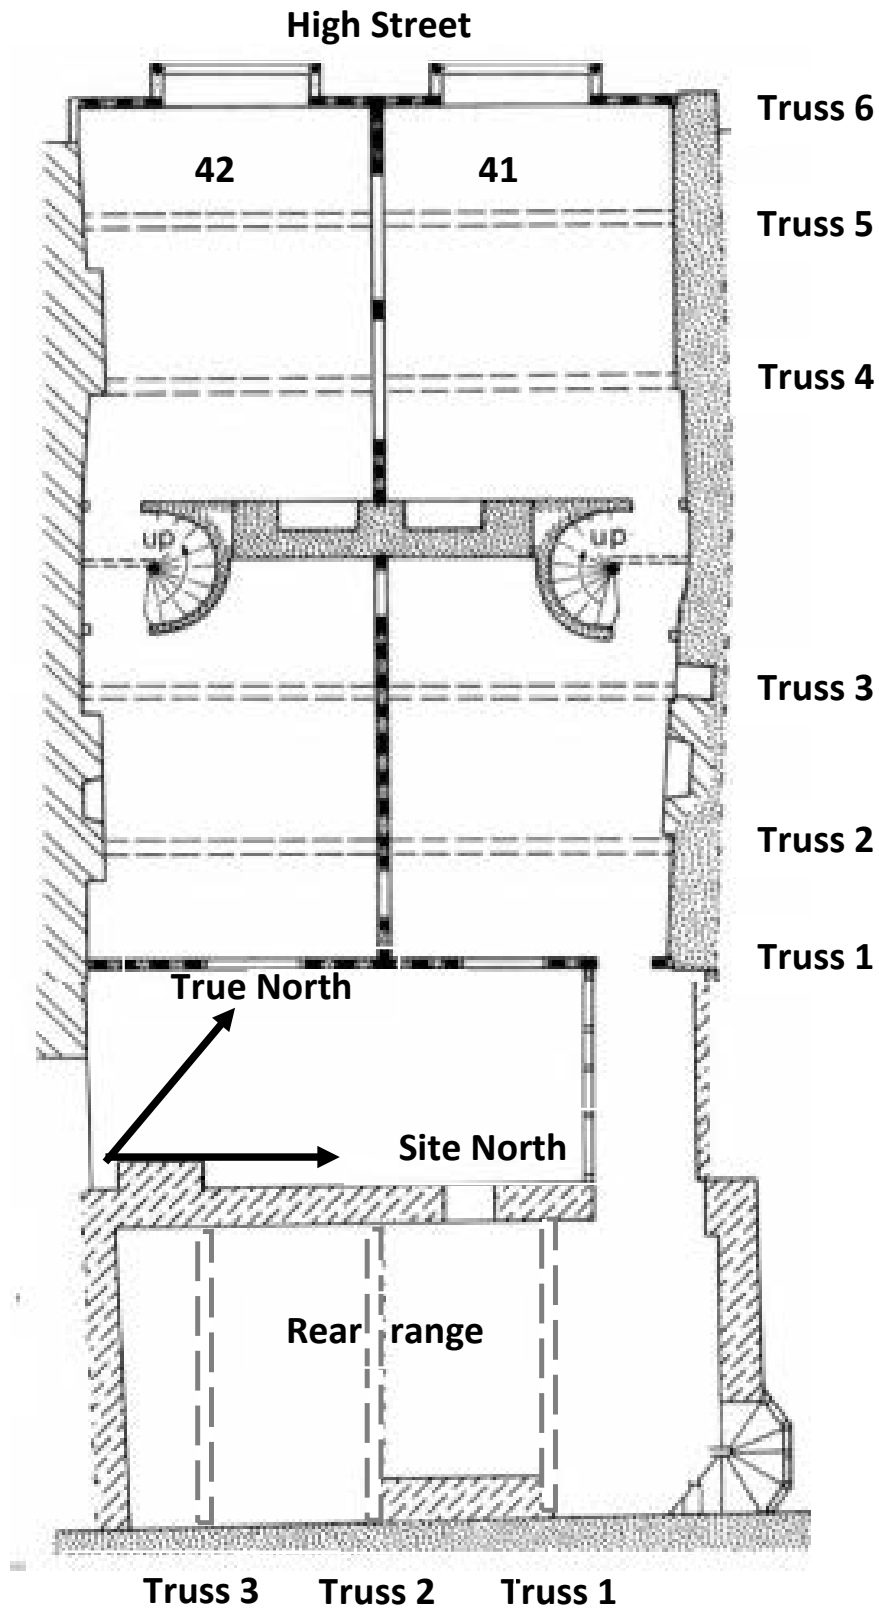 High Street
Truss 6
42
41
Truss 5
Truss 4
up
up
Truss 3
Truss 2
Truss 1
True North
Site North
Rear range
Truss 3
Truss 2
Truss 1